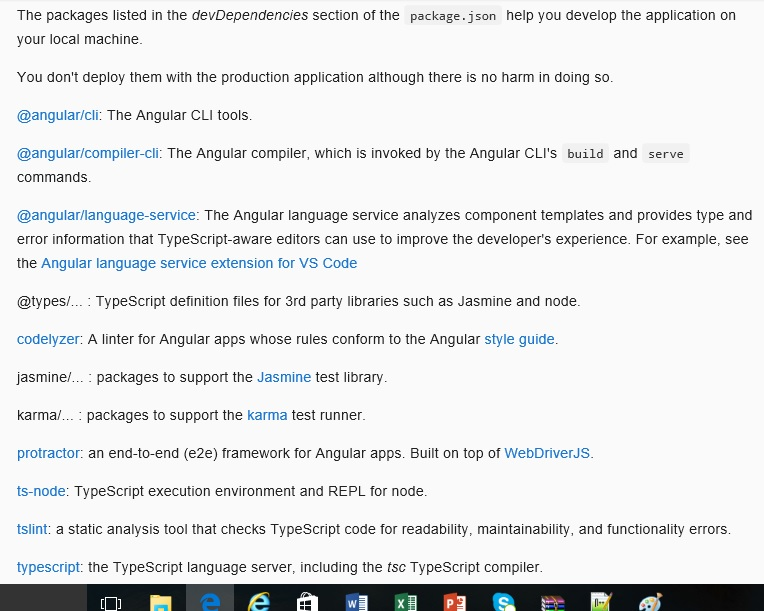 The packages listed in the devDependencies section of the package.json help you develop the application on
your local machine.
You don't deploy them with the production application although there is no harm in doing so.
@angular/cli: The Angular CLI tools.
@angular/compiler-cli: The Angular compiler, which is invoked by the Angular CLI's build and serve
commands.
@angular/language-service: The Angular language service analyzes component templates and provides type and
error information that TypeScript-aware editors can use to improve the developer's experience. For example, see
the Angular language service extension for VS Code
@types/... : TypeScript definition files for 3rd party libraries such as Jasmine and node.
codelyzer: A linter for Angular apps whose rules conform to the Angular style guide.
jasmine/... : packages to support the Jasmine test library.
karma/... : packages to support the karma test runner.
protractor: an end-to-end (e2e) framework for Angular apps. Built on top of WebDriverJS.
ts-node: TypeScript execution environment and REPL for node.
tslint: a static analysis tool that checks TypeScript code for readability, maintainability, and functionality errors.
typescript: the TypeScript language server, including the tsc TypeScript compiler.